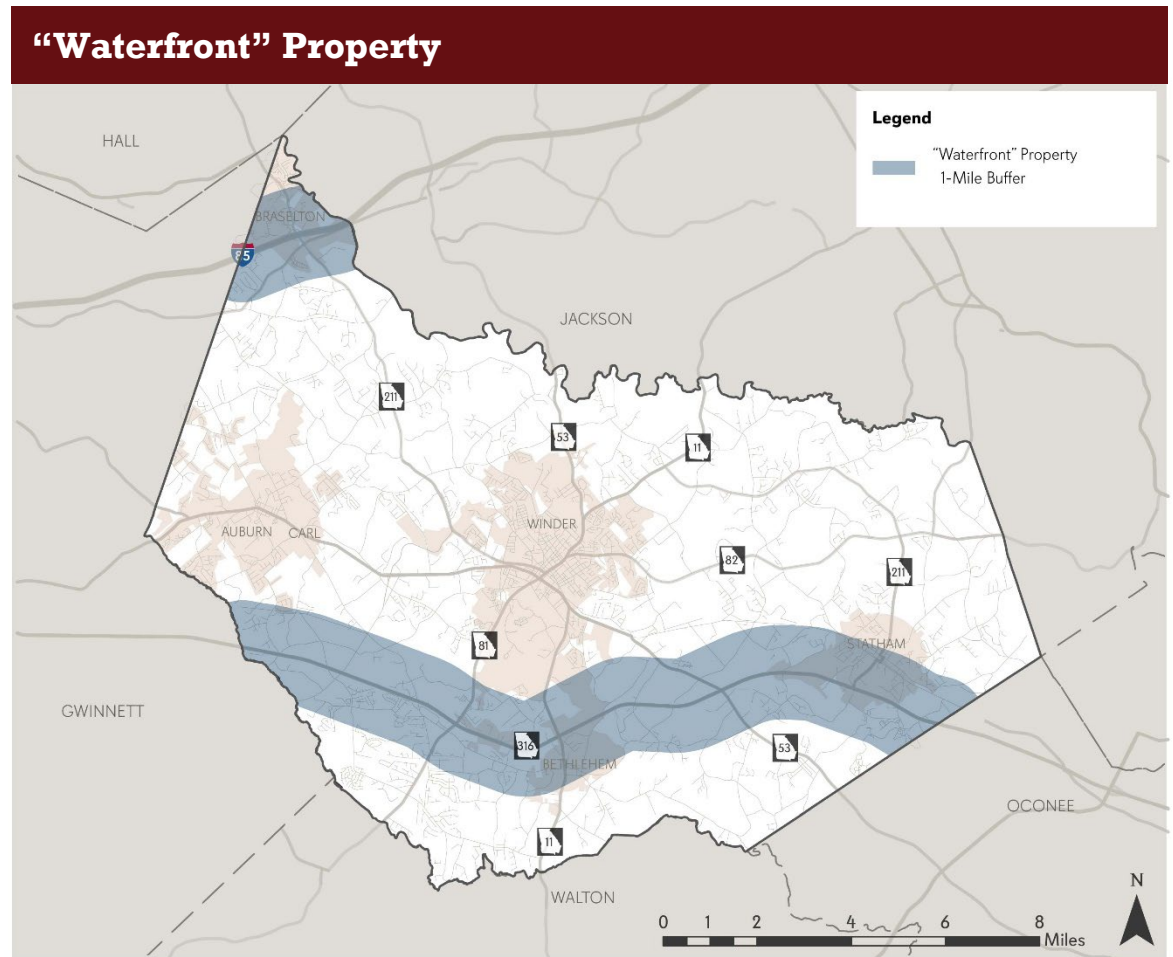 “Waterfront” Property
Legend
“Waterfront” Property
1-Mile Buffer
HALL
BRASELTON
85
JACKSON
211
53
11
AUBURN
CARL
WINDER
82
211
81
STATHAM
GWINNETT
316
BETHLEHEM
53
OCONEE
11
WALTON
N
0 1 2 4 6 8
Miles